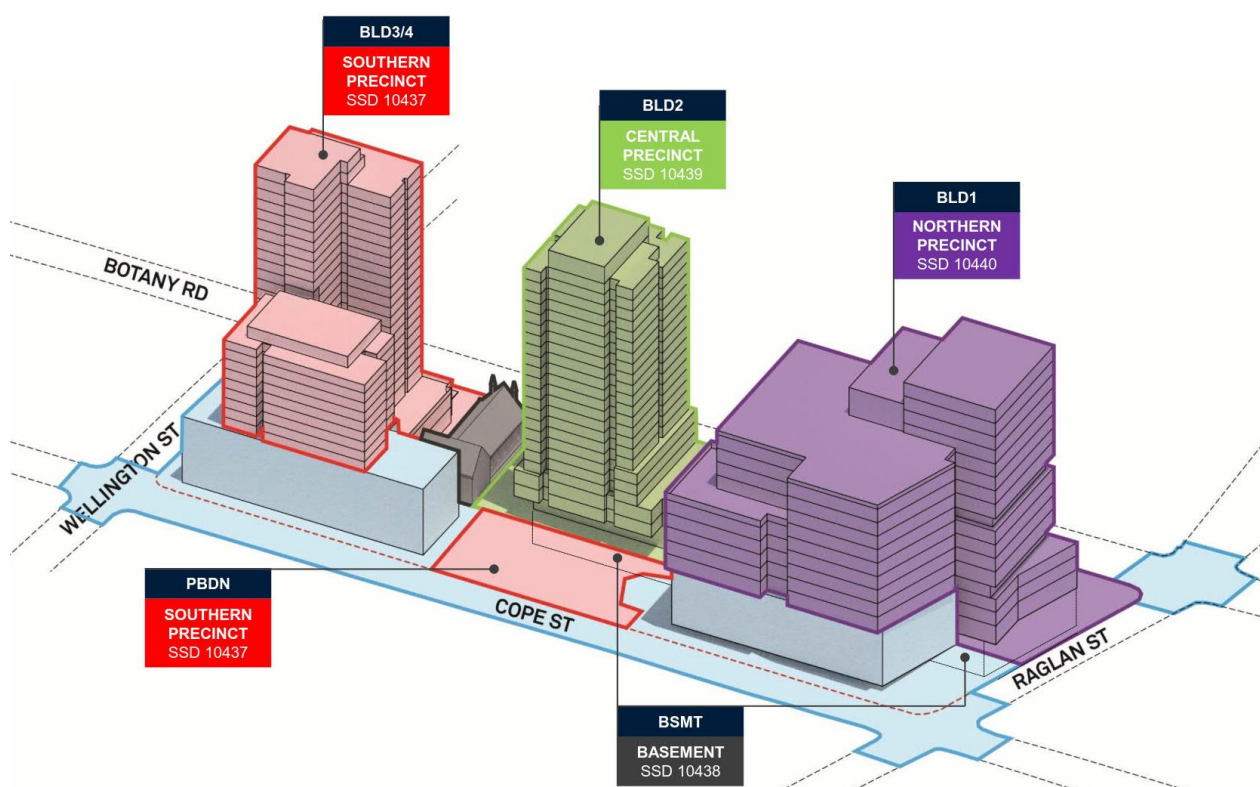 BLD3/4
SOUTHERN
PRECINCT
SSD 10437
BLD2
CENTRAL
PRECINCT
SSD 10439
BLD1
NORTHERN
PRECINCT
SSD 10440
BOTANY RD
WELLINGTON ST
PBDN
SOUTHERN
PRECINCT
SSD 10437
COPE ST
RAGLAN ST
BSMT
BASEMENT
SSD 10438